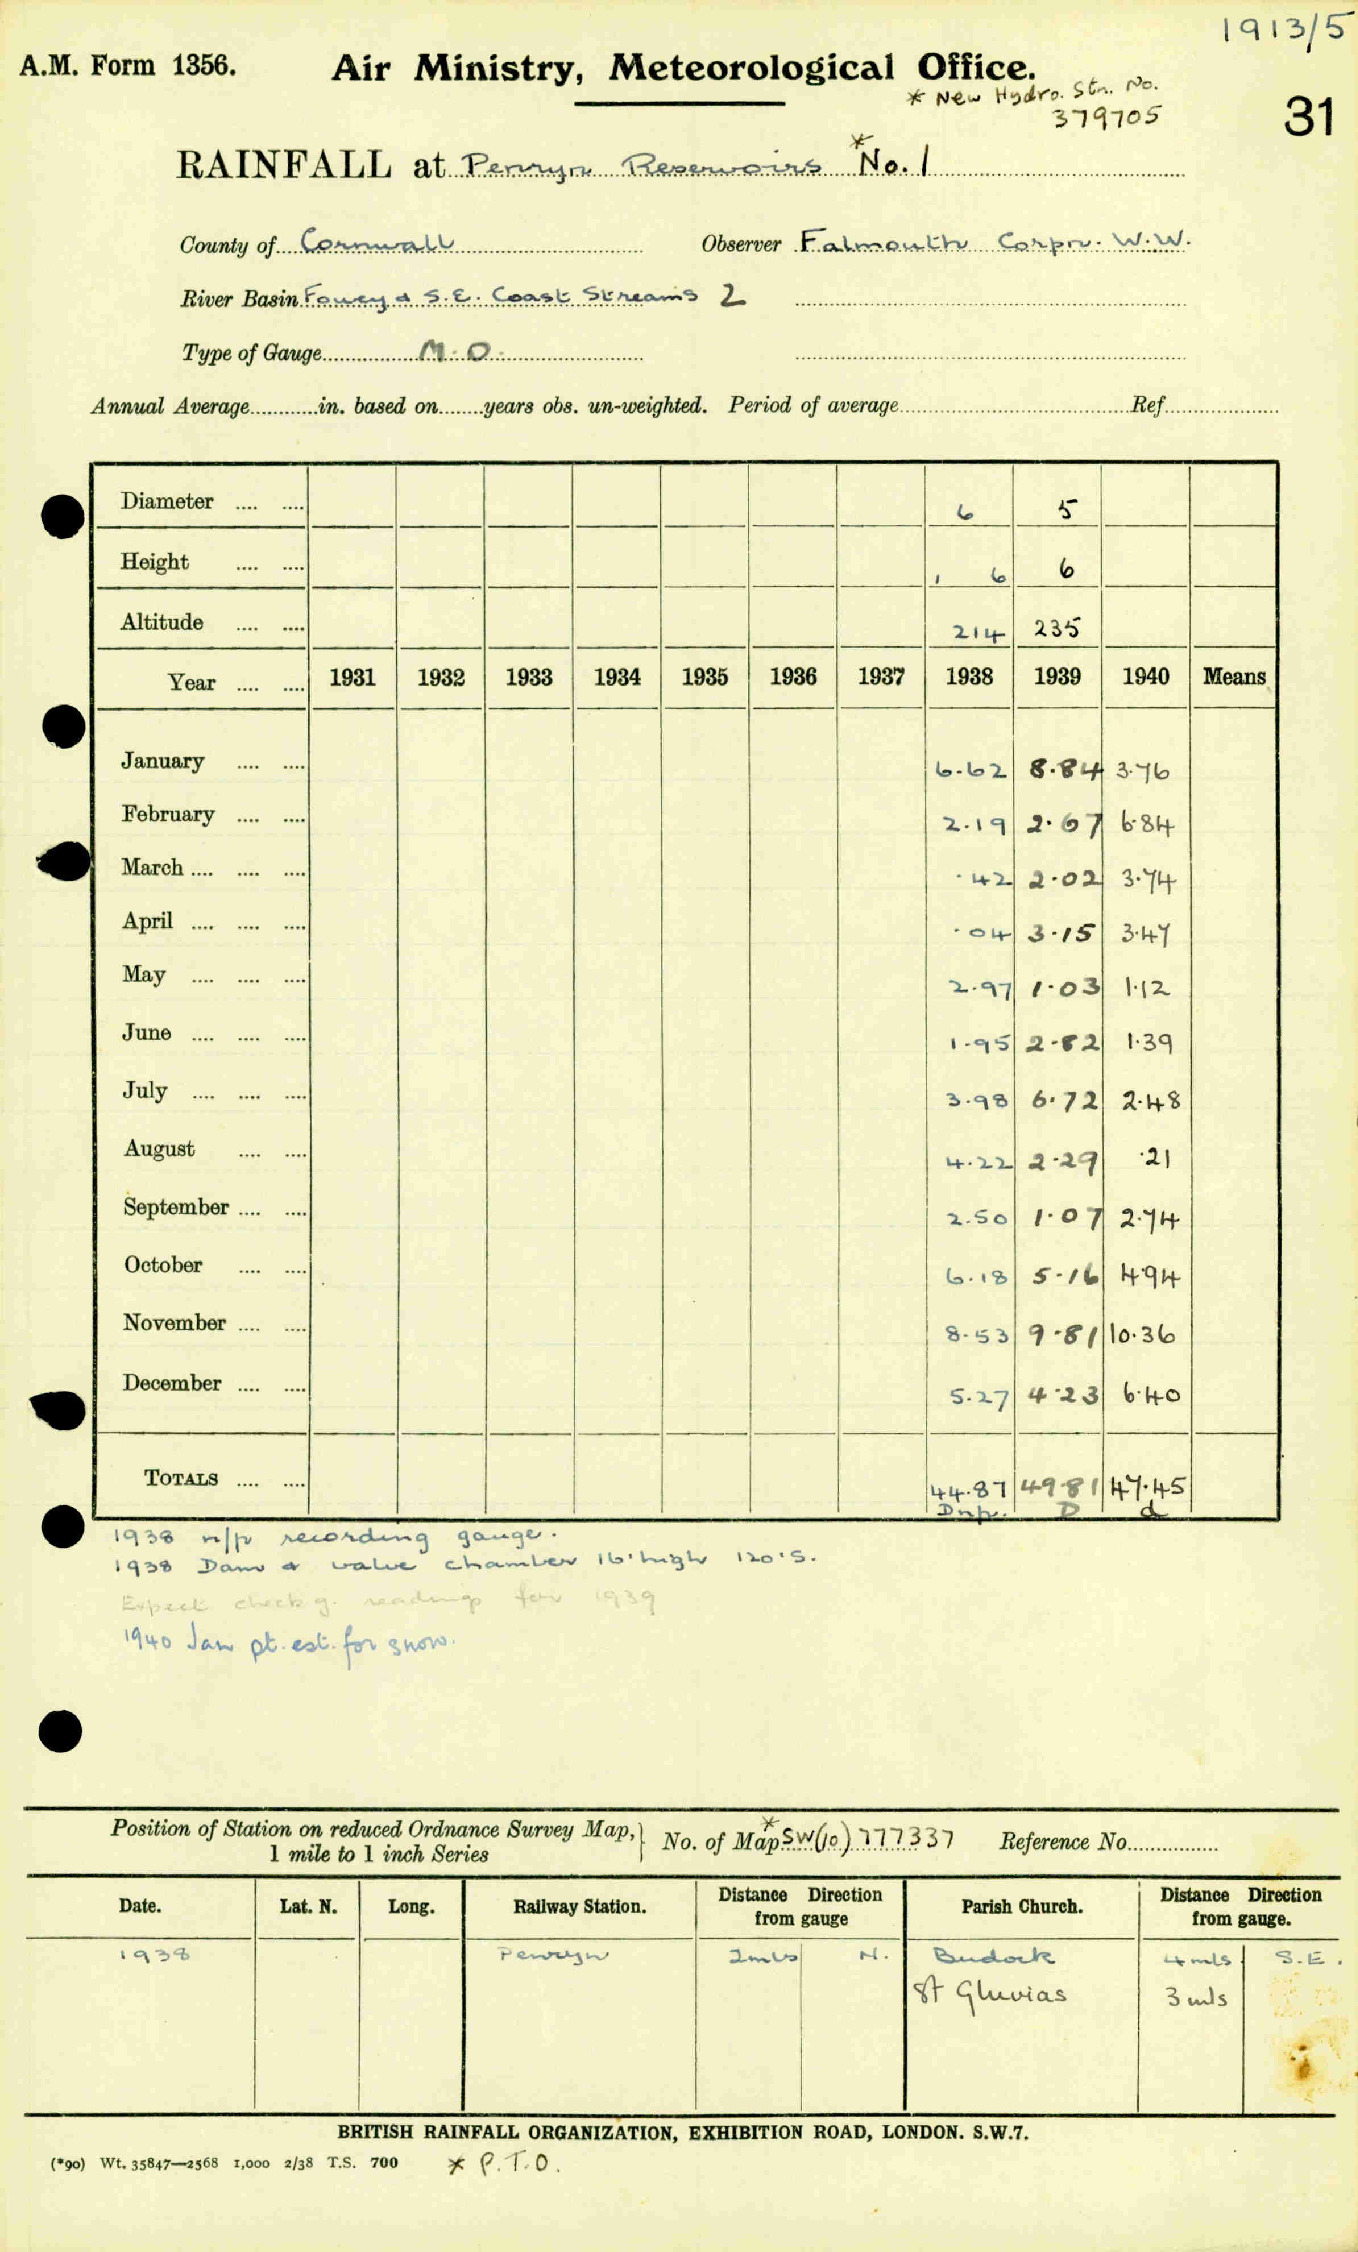 1913/5
A.M. Form 1356. Air Ministry, Meteorological Office.
* New Hydro. Stn. No.
379705
31
RAINFALL at Penryn Reservoirs *No. 1
County of Cornwall Observer Falmouth Corpn. W.W.
River Basin Fowey & S.E. Coast Streams 2
Type of Gauge M.O.
Annual Average in. based on years obs. un-weighted. Period of average Ref.
Diameter 6 5
Height 1 6 6
Altitude 214 235
Year 1931 1932 1933 1934 1935 1936 1937 1938 1939 1940 Means
January 6.62 8.84 3.76
February 2.19 2.67 6.84
March .42 2.02 3.74
April .04 3.15 3.47
May 2.97 1.03 1.12
June 1.95 2.82 1.39
July 3.98 6.72 2.48
August 4.22 2.29 .21
September 2.50 1.07 2.74
October 6.18 5.16 4.94
November 8.53 9.81 10.36
December 5.27 4.23 6.40
TOTALS 44.87 49.81 47.45
Dnp. D d
1938 n/p recording gauge.
1938 Dam & valve chamber 16' high 120' S.
Expect check g. readings for 1939
1940 Jan pt. est. for snow.
Position of Station on reduced Ordnance Survey Map, 1 mile to 1 inch Series No. of Map *SW(10) 777337 Reference No.
Date. Lat. N. Long. Railway Station. Distance Direction from gauge Parish Church. Distance Direction from gauge.
1938 Penryn 2mls N. Budock 4 mls S.E.
St Gluvias 3 mls
BRITISH RAINFALL ORGANIZATION, EXHIBITION ROAD, LONDON. S.W.7.
(*90) Wt. 35847—2568 1,000 2/38 T.S. 700 * P.T.O.